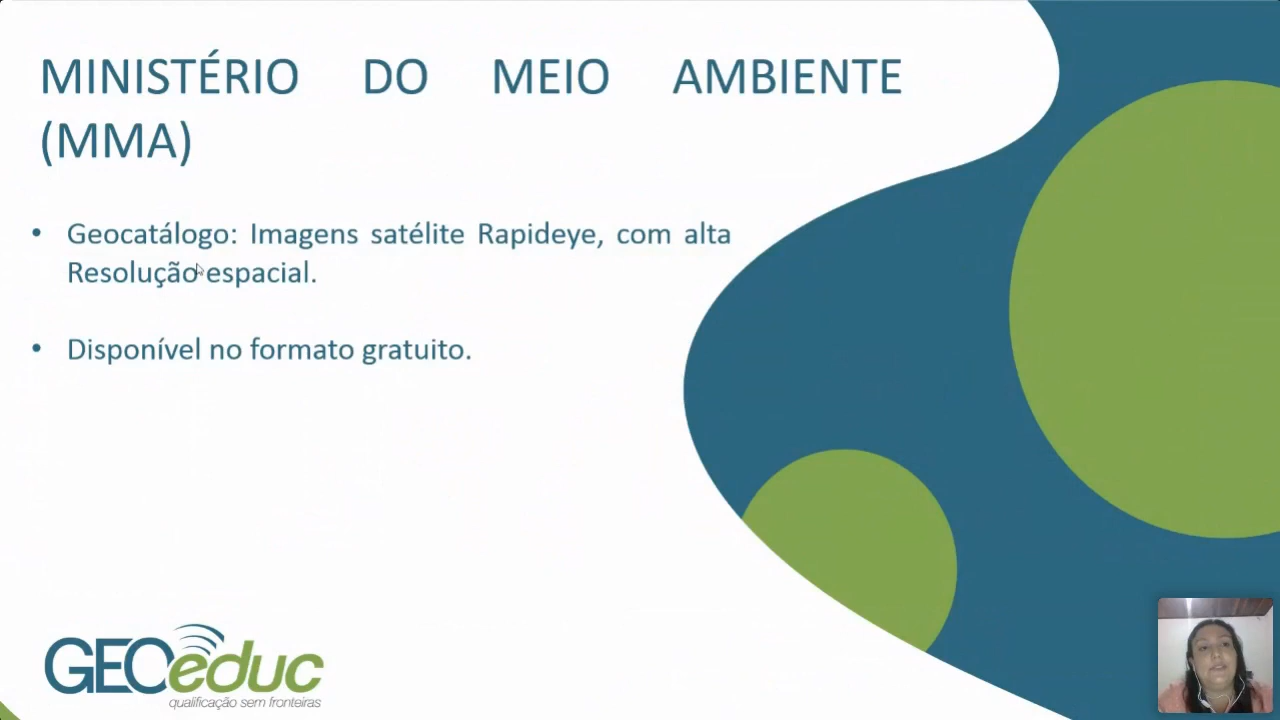 MINISTÉRIO DO MEIO AMBIENTE
(MMA)
• Geocatálogo: Imagens satélite Rapideye, com alta
Resolução espacial.
• Disponível no formato gratuito.
GEOeduc
qualificação sem fronteiras